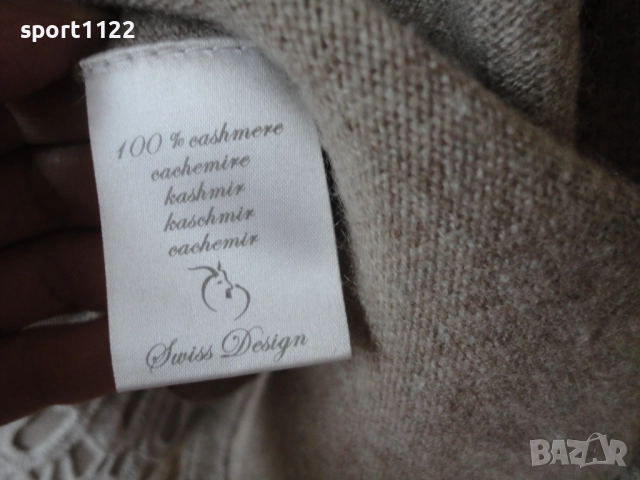 sport1122
100 % cashmere
cachemire
kashmir
kaschmir
cachemir
Swiss Design
BAZAR